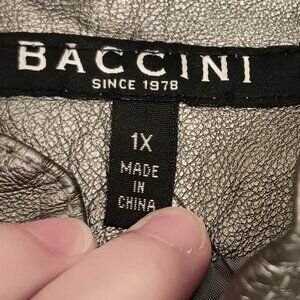 BACCINI
SINCE 1978
1X
MADE
IN
CHINA